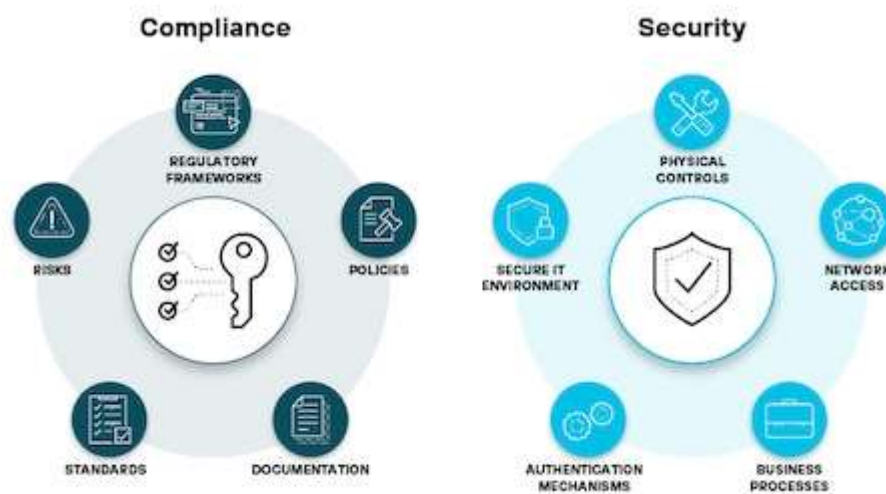 Compliance
REGULATORY
FRAMEWORKS
RISKS
POLICIES
STANDARDS
DOCUMENTATION
Security
PHYSICAL
CONTROLS
SECURE IT
ENVIRONMENT
NETWORK
ACCESS
AUTHENTICATION
MECHANISMS
BUSINESS
PROCESSES